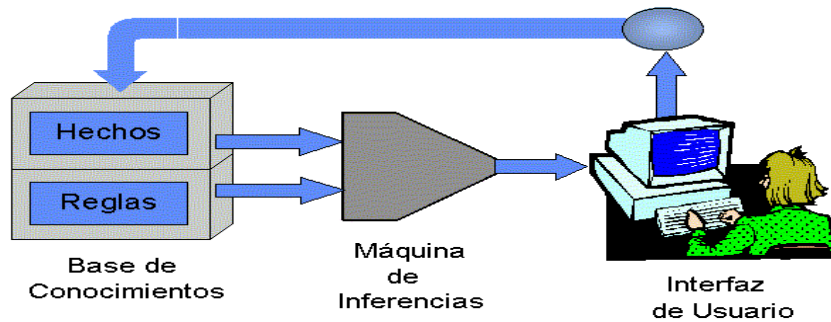 Hechos
Reglas
Base de
Conocimientos
Máquina
de
Inferencias
Interfaz
de Usuario